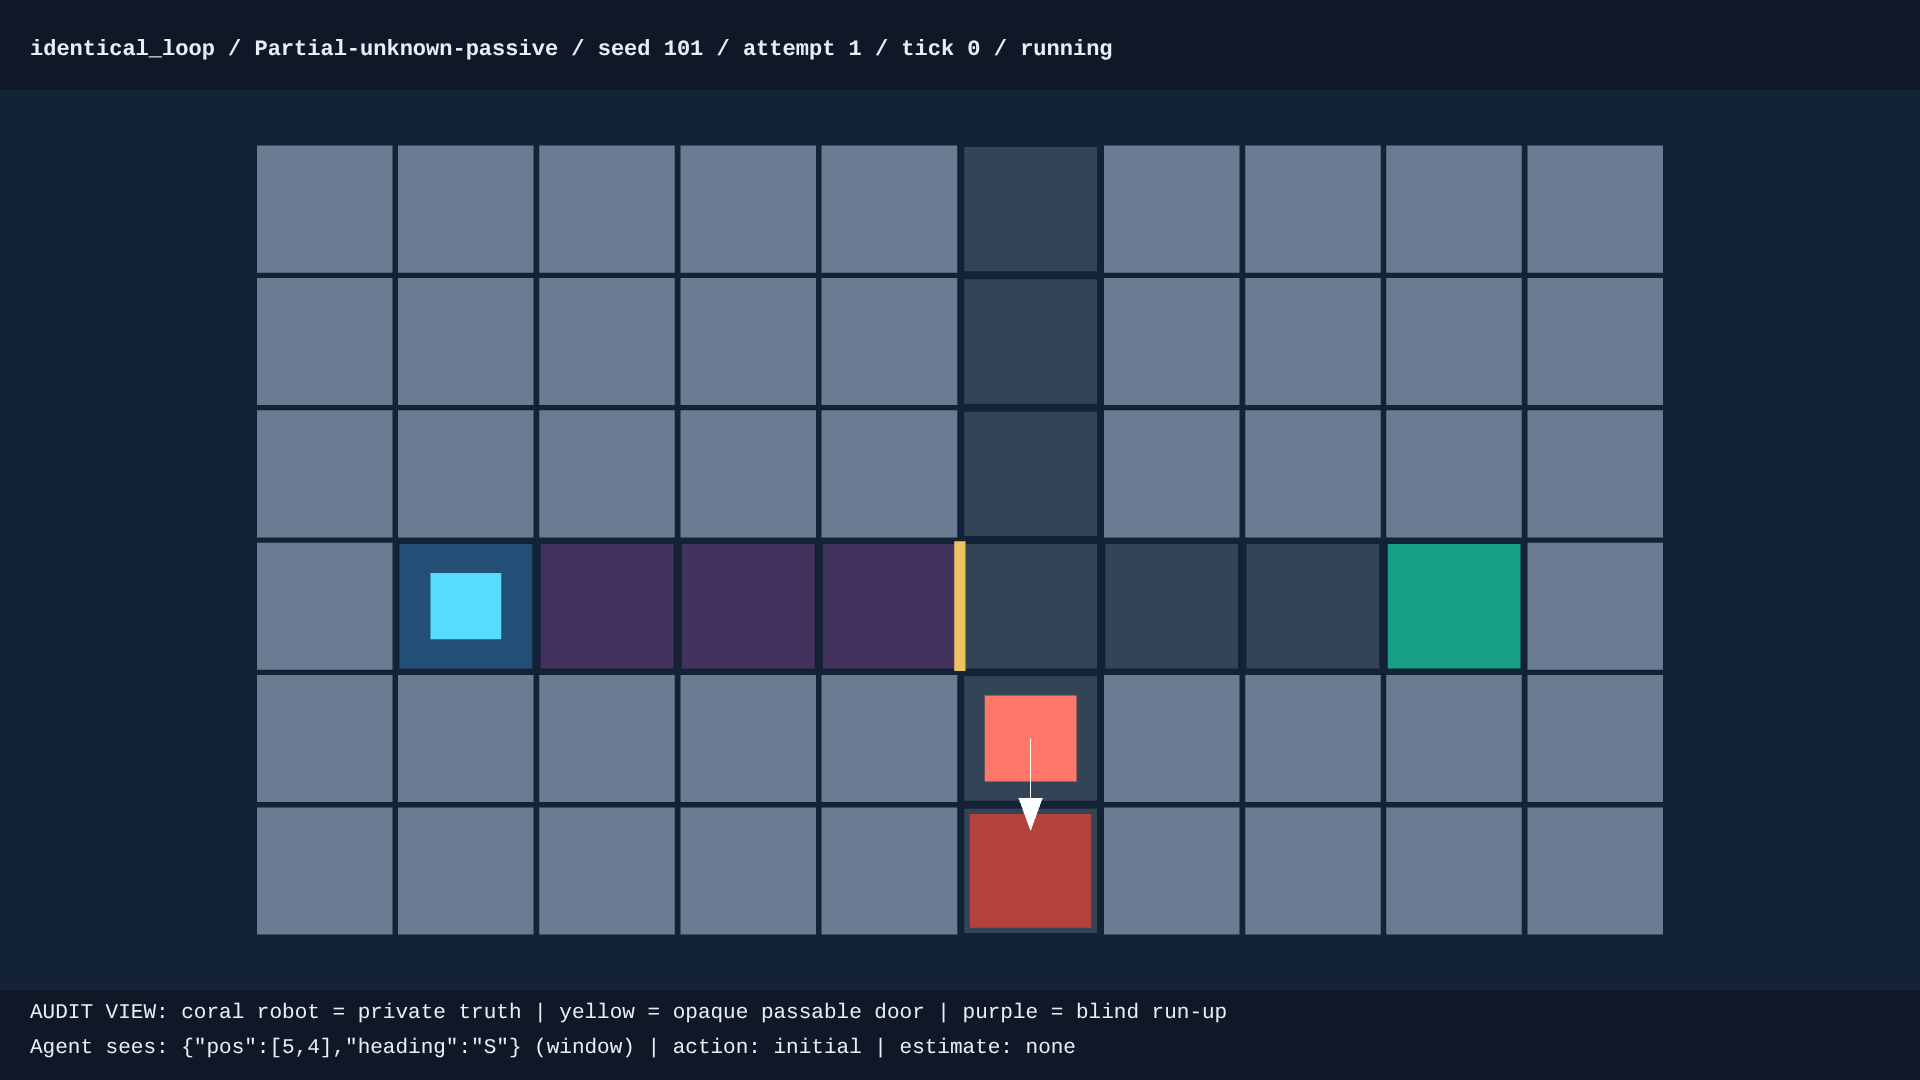 identical_loop / Partial-unknown-passive / seed 101 / attempt 1 / tick 0 / running
AUDIT VIEW: coral robot = private truth | yellow = opaque passable door | purple = blind run-up
Agent sees: {"pos":[5,4],"heading":"S"} (window) | action: initial | estimate: none